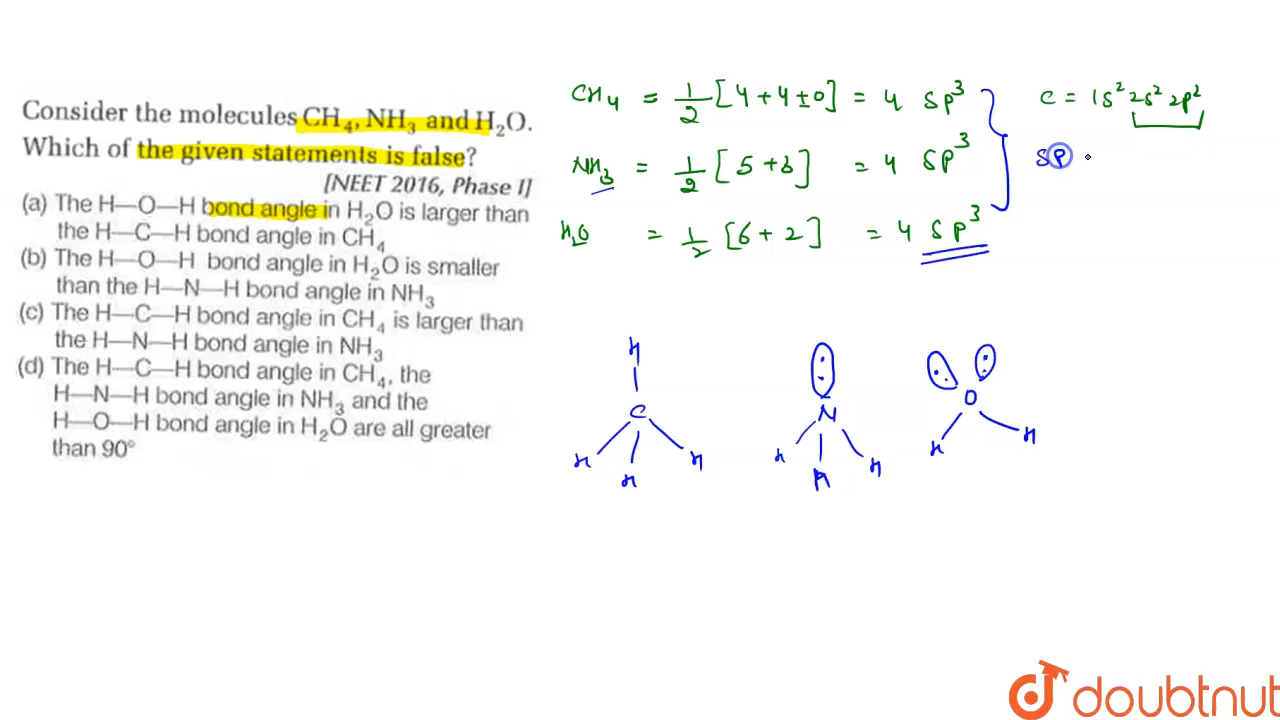 Consider the molecules CH₄, NH₃ and H₂O.
Which of the given statements is false?
[NEET 2016, Phase I]
(a) The H—O—H bond angle in H₂O is larger than
the H—C—H bond angle in CH₄
(b) The H—O—H bond angle in H₂O is smaller
than the H—N—H bond angle in NH₃
(c) The H—C—H bond angle in CH₄ is larger than
the H—N—H bond angle in NH₃
(d) The H—C—H bond angle in CH₄, the
H—N—H bond angle in NH₃ and the
H—O—H bond angle in H₂O are all greater
than 90°
CH₄ = 1/2 [4+4±0] = 4 sp³
NH₃ = 1/2 [5+3] = 4 sp³
H₂O = 1/2 [6+2] = 4 sp³
C = 1s² 2s² 2p²
sp
H
C
H H H
N
H H H
O
H H
doubtnut